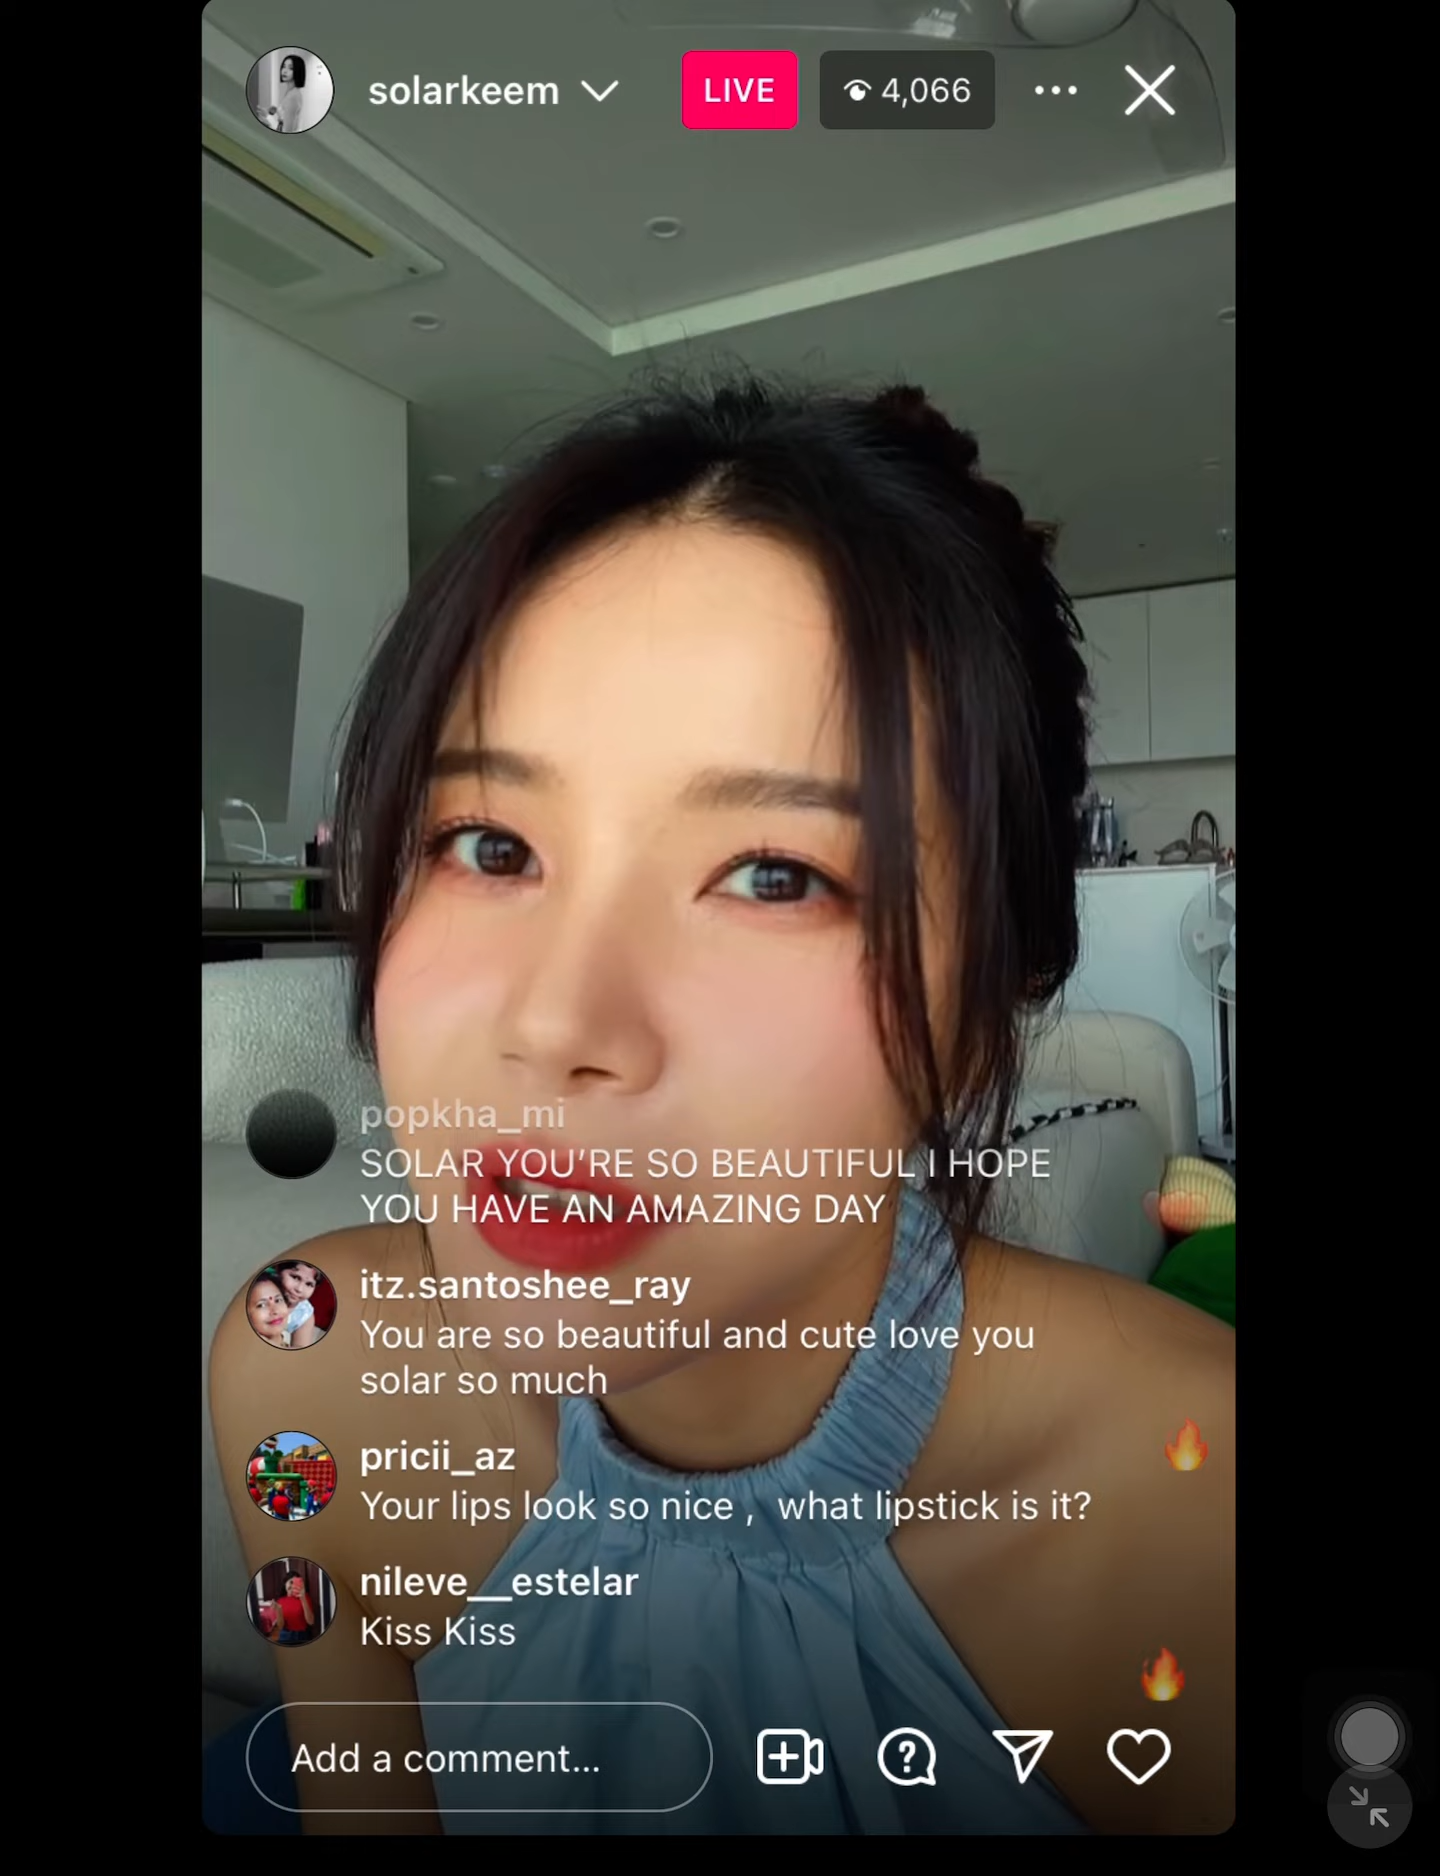 solarkeem LIVE 4,066
popkha_mi
SOLAR YOU’RE SO BEAUTIFUL I HOPE
YOU HAVE AN AMAZING DAY
itz.santoshee_ray
You are so beautiful and cute love you
solar so much
pricii_az
Your lips look so nice ,  what lipstick is it?
nileve__estelar
Kiss Kiss
Add a comment...